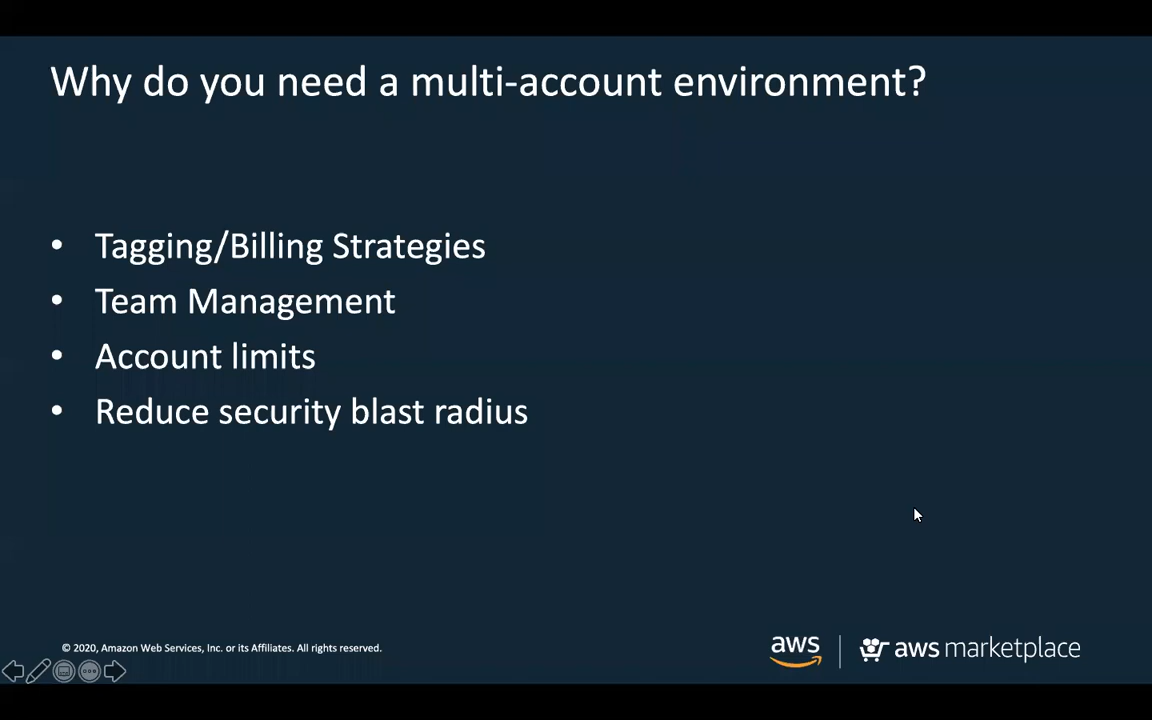 Why do you need a multi-account environment?
• Tagging/Billing Strategies
• Team Management
• Account limits
• Reduce security blast radius
© 2020, Amazon Web Services, Inc. or its Affiliates. All rights reserved.
aws
aws marketplace